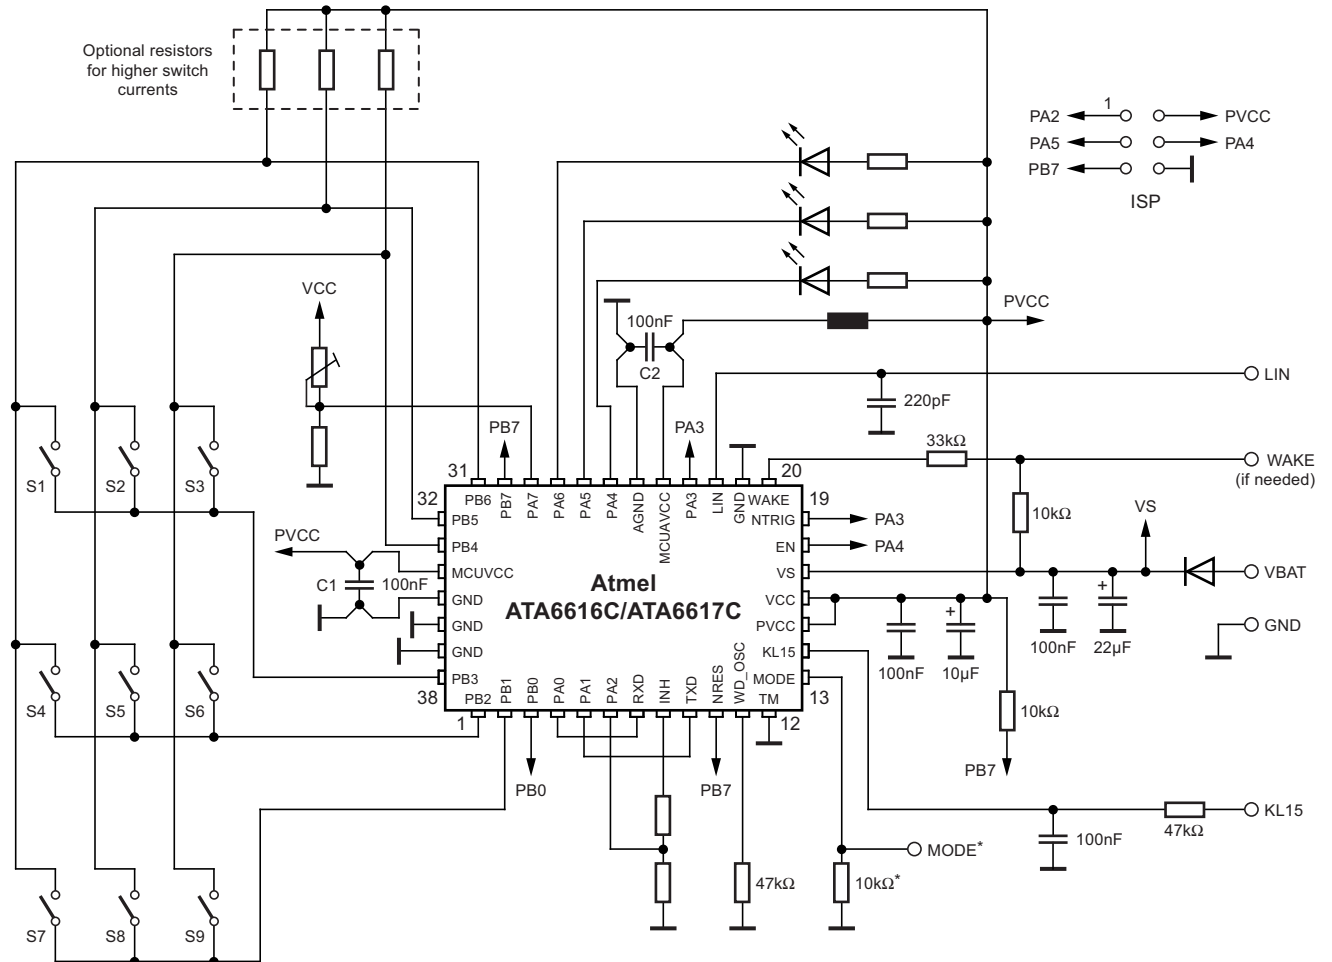 Optional resistors
for higher switch
currents
PA2
1
PVCC
PA5
PA4
PB7
ISP
VCC
100nF
C2
PVCC
LIN
220pF
33kΩ
WAKE
(if needed)
10kΩ
VS
VBAT
GND
S1
S2
S3
PB7
PA3
31
20
32
19
PB6
PB7
PA7
PA6
PA5
PA4
AGND
MCUAVCC
PA3
LIN
GND
WAKE
PB5
NTRIG
PA3
PB4
EN
PA4
PVCC
MCUVCC
VS
C1
100nF
Atmel
ATA6616C/ATA6617C
GND
VCC
GND
PVCC
GND
KL15
PB3
MODE
38
13
PB2
PB1
PB0
PA0
PA1
PA2
RXD
INH
TXD
NRES
WD_OSC
TM
1
12
100nF
10µF
+
100nF
22µF
+
S4
S5
S6
10kΩ
PB7
PB0
PB7
KL15
47kΩ
100nF
MODE*
47kΩ
10kΩ*
S7
S8
S9